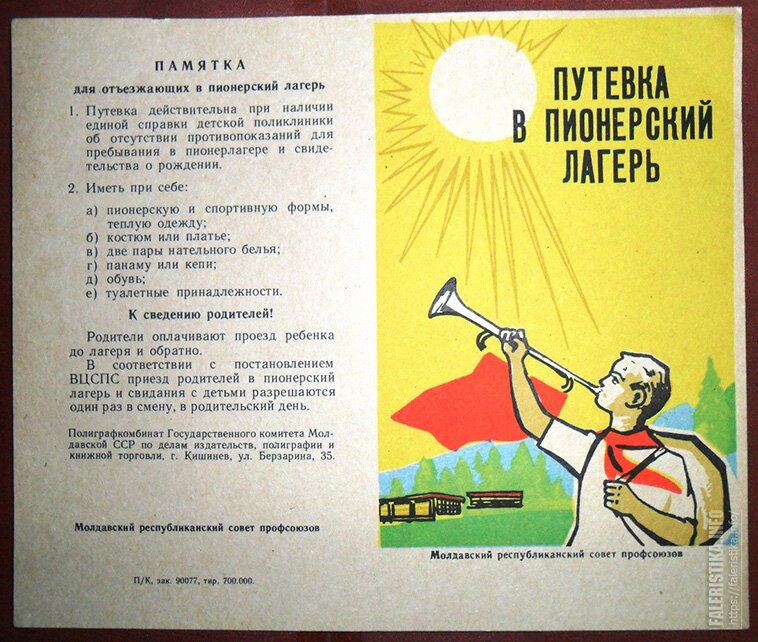 ПАМЯТКА
для отъезжающих в пионерский лагерь
1. Путевка действительна при наличии
единой справки детской поликлиники
об отсутствии противопоказаний для
пребывания в пионерлагере и свиде-
тельства о рождении.
2. Иметь при себе:
а) пионерскую и спортивную формы,
теплую одежду;
б) костюм или платье;
в) две пары нательного белья;
г) панаму или кепи;
д) обувь;
е) туалетные принадлежности.
К сведению родителей!
Родители оплачивают проезд ребенка
до лагеря и обратно.
В соответствии с постановлением
ВЦСПС приезд родителей в пионерский
лагерь и свидания с детьми разрешаются
один раз в смену, в родительский день.
Полиграфкомбинат Государственного комитета Мол-
давской ССР по делам издательств, полиграфии и
книжной торговли, г. Кишинев, ул. Берзарина, 35.
Молдавский республиканский совет профсоюзов
П/К, зак. 90077, тир. 700.000.
ПУТЕВКА
В ПИОНЕРСКИЙ
ЛАГЕРЬ
Молдавский республиканский совет профсоюзов
FALERISTIKA.INFO
https://faleristika.info/